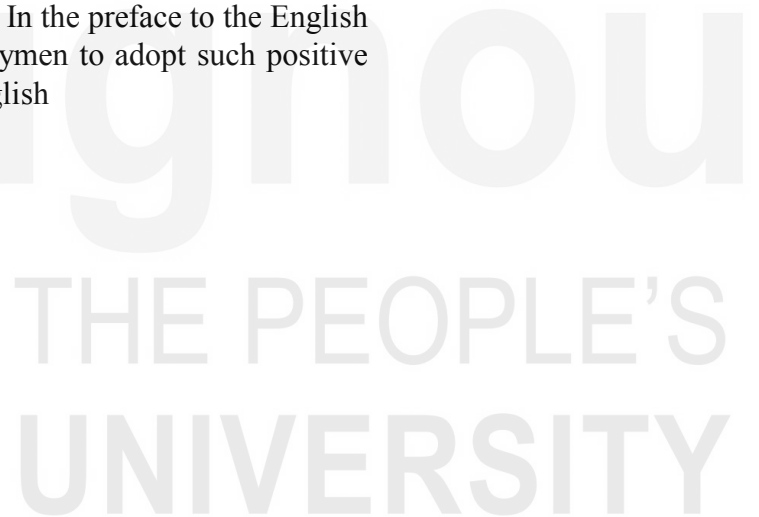 In the preface to the English
ymen to adopt such positive
glish
ignou
THE PEOPLE'S
UNIVERSITY